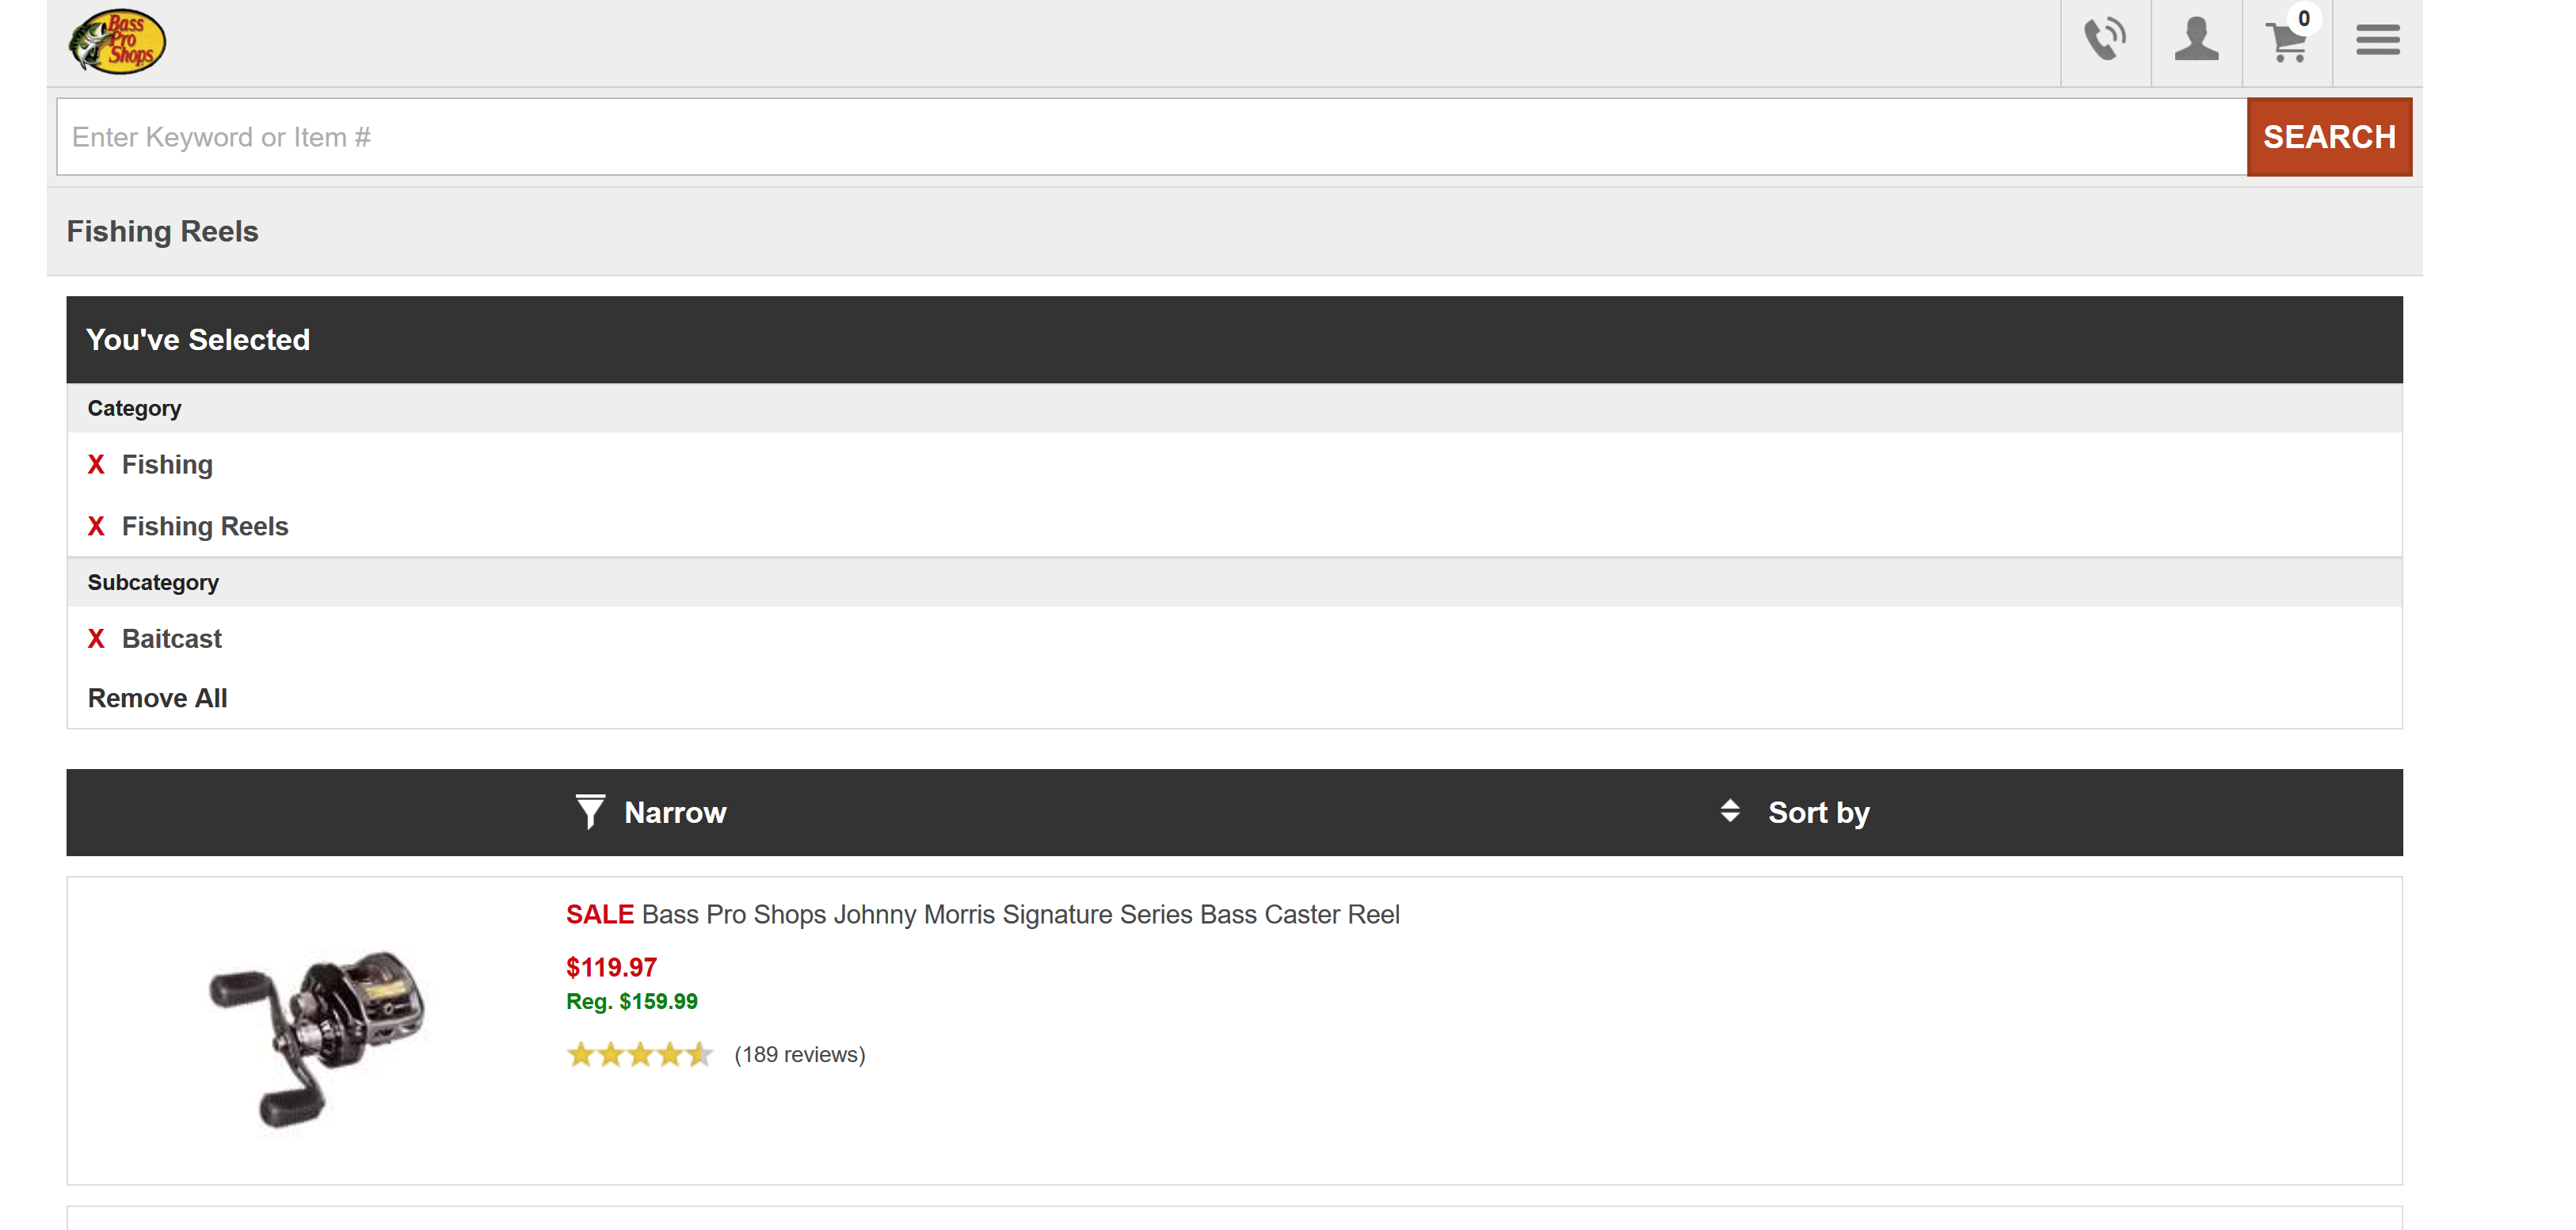 Bass
Pro
Shops
0
Enter Keyword or Item #
SEARCH
Fishing Reels
You've Selected
Category
X Fishing
X Fishing Reels
Subcategory
X Baitcast
Remove All
Narrow
Sort by
SALE Bass Pro Shops Johnny Morris Signature Series Bass Caster Reel
$119.97
Reg. $159.99
(189 reviews)